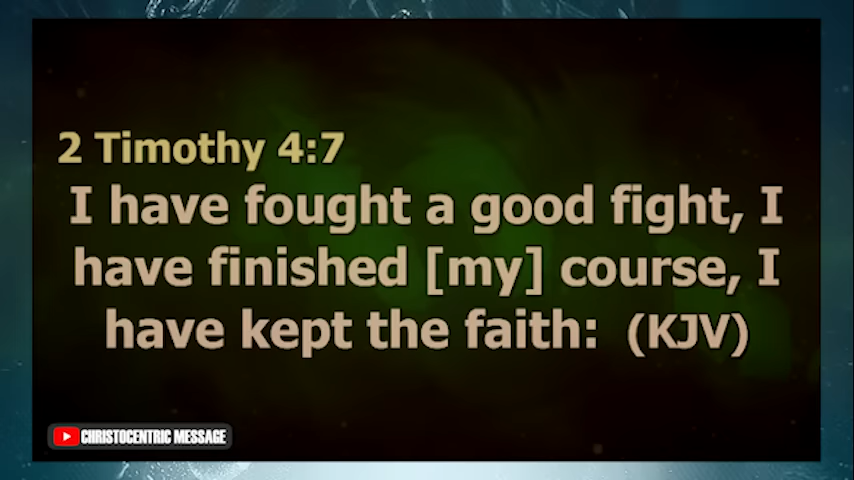 2 Timothy 4:7
I have fought a good fight, I
have finished [my] course, I
have kept the faith: (KJV)
CHRISTOCENTRIC MESSAGE